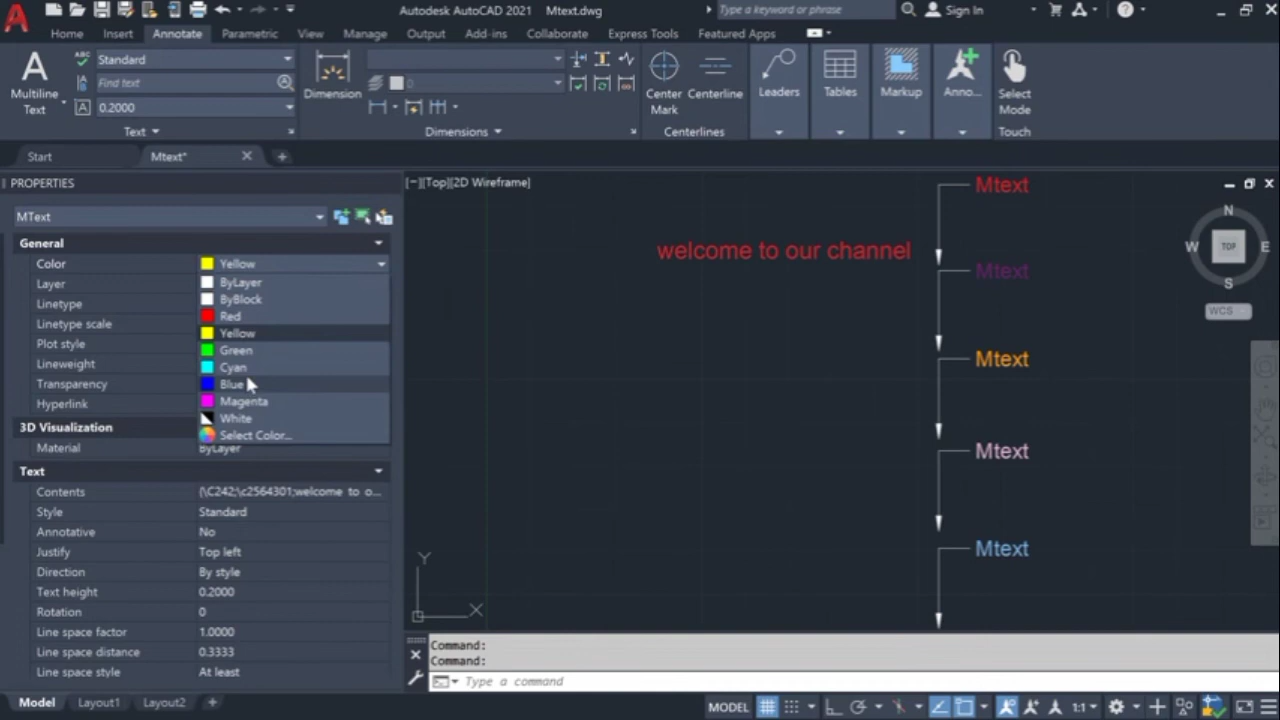 Autodesk AutoCAD 2021 Mtext.dwg
Type a keyword or phrase
Sign In
Home Insert Annotate Parametric View Manage Output Add-ins Collaborate Express Tools Featured Apps
Multiline Text
ABC
Standard
Find text
0.2000
Text
Dimension
0
Dimensions
Center Mark
Centerline
Centerlines
Leaders
Tables
Markup
Anno...
Select Mode
Touch
Start
Mtext*
PROPERTIES
MText
General
Color Yellow
Layer
Linetype
Linetype scale
Plot style
Lineweight
Transparency
Hyperlink
ByLayer
ByBlock
Red
Yellow
Green
Cyan
Blue
Magenta
White
Select Color...
3D Visualization
Material ByLayer
Text
Contents {\C242;\c2564301;welcome to o...
Style Standard
Annotative No
Justify Top left
Direction By style
Text height 0.2000
Rotation 0
Line space factor 1.0000
Line space distance 0.3333
Line space style At least
[−][Top][2D Wireframe]
welcome to our channel
Mtext
Mtext
Mtext
Mtext
Mtext
N
W TOP E
S
WCS
Y
X
Command:
Command:
Type a command
Model Layout1 Layout2
MODEL
1:1